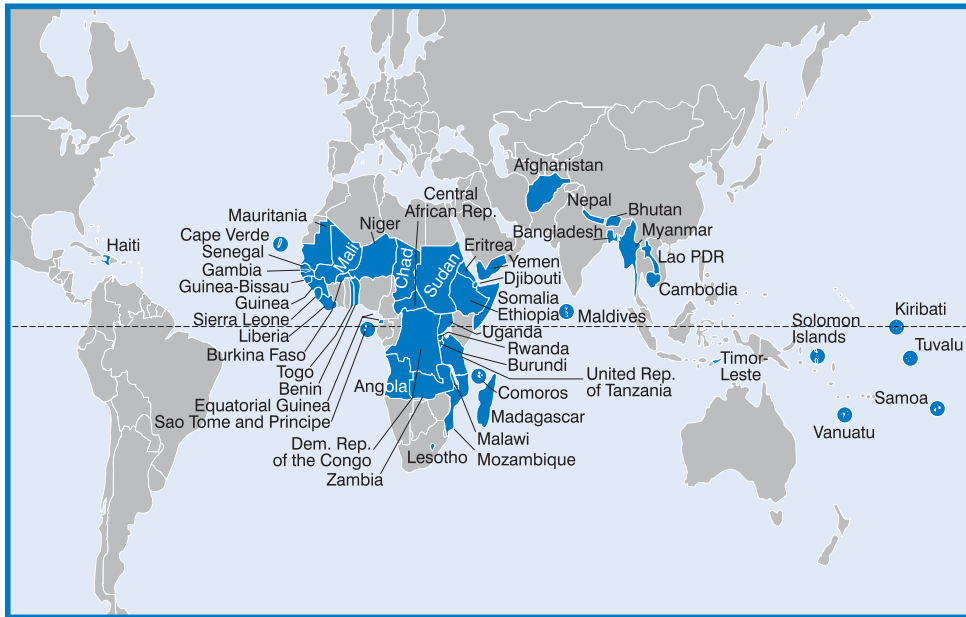 Afghanistan
Central
African Rep.
Nepal
Mauritania
Niger
Bhutan
Haiti
Cape Verde
Mali
Chad
Sudan
Eritrea
Bangladesh
Myanmar
Senegal
Yemen
Lao PDR
Gambia
Djibouti
Guinea-Bissau
Cambodia
Guinea
Somalia
Ethiopia
Maldives
Kiribati
Sierra Leone
Uganda
Solomon
Islands
Liberia
Rwanda
Tuvalu
Burkina Faso
Burundi
Timor-
Leste
Togo
United Rep.
of Tanzania
Benin
Angola
Comoros
Equatorial Guinea
Samoa
Sao Tome and Principe
Madagascar
Vanuatu
Dem. Rep.
of the Congo
Malawi
Lesotho
Mozambique
Zambia